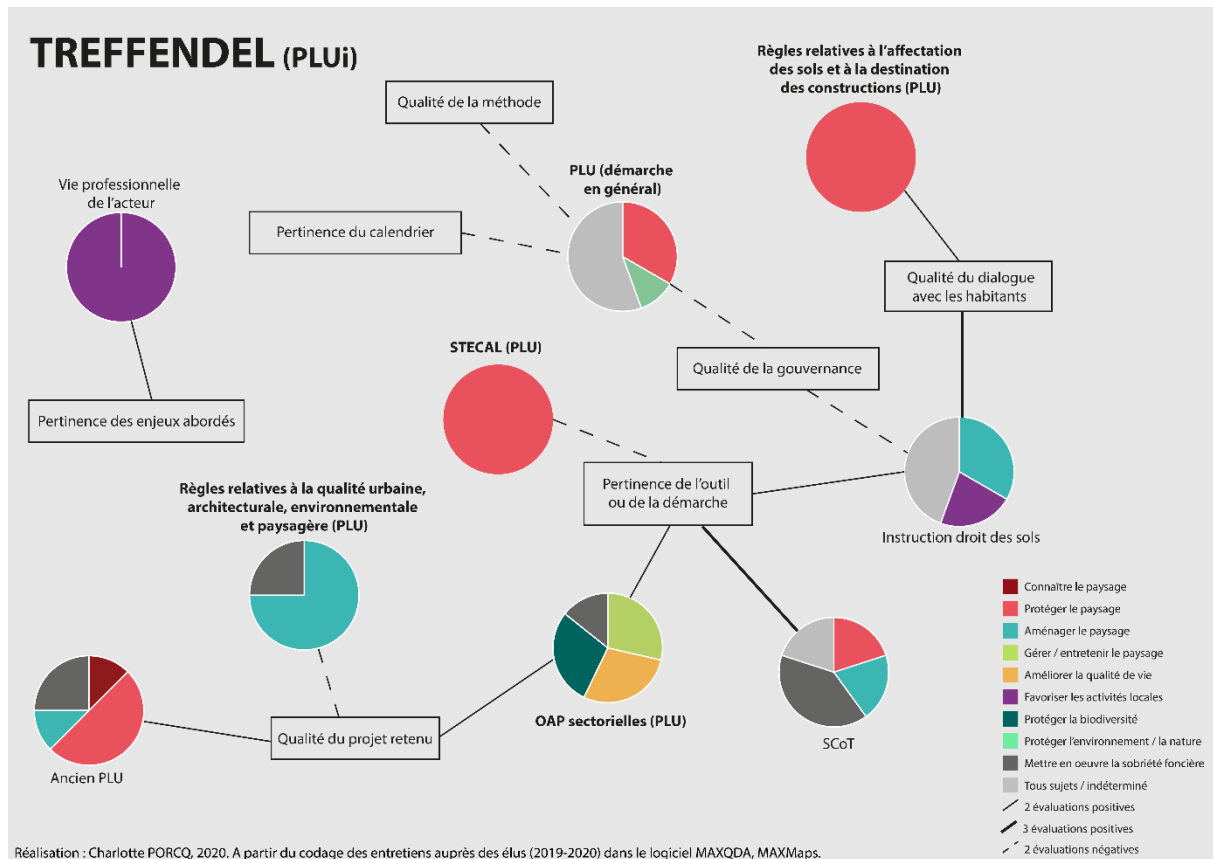 TREFFENDEL (PLUi)
Règles relatives à l'affectation
des sols et à la destination
des constructions (PLU)
Qualité de la méthode
PLU (démarche
en général)
Vie professionnelle
de l'acteur
Pertinence du calendrier
Qualité du dialogue
avec les habitants
STECAL (PLU)
Qualité de la gouvernance
Pertinence des enjeux abordés
Pertinence de l'outil
ou de la démarche
Règles relatives à la qualité urbaine,
architecturale, environnementale
et paysagère (PLU)
Instruction droit des sols
OAP sectorielles (PLU)
Qualité du projet retenu
SCoT
Ancien PLU
Connaître le paysage
Protéger le paysage
Aménager le paysage
Gérer / entretenir le paysage
Améliorer la qualité de vie
Favoriser les activités locales
Protéger la biodiversité
Protéger l'environnement / la nature
Mettre en oeuvre la sobriété foncière
Tous sujets / indéterminé
2 évaluations positives
3 évaluations positives
2 évaluations négatives
Réalisation : Charlotte PORCQ, 2020. A partir du codage des entretiens auprès des élus (2019-2020) dans le logiciel MAXQDA, MAXMaps.